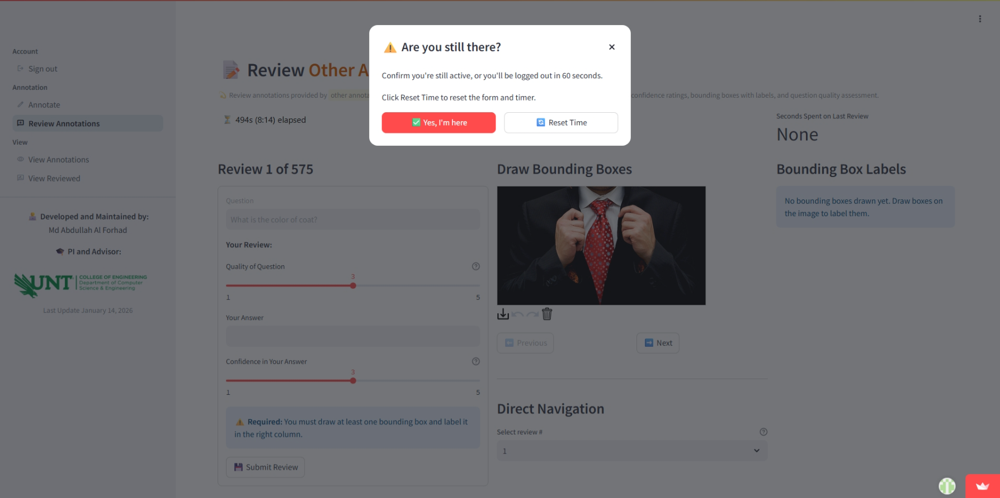 Account
Sign out
Annotation
Annotate
Review Annotations
View
View Annotations
View Reviewed
Developed and Maintained by:
Md Abdullah Al Forhad
PI and Advisor:
UNT COLLEGE OF ENGINEERING
Department of Computer
Science & Engineering
Last Update January 14, 2026
Are you still there?
Confirm you're still active, or you'll be logged out in 60 seconds.
Click Reset Time to reset the form and timer.
Yes, I'm here
Reset Time
Review Other A
Review annotations provided by other annota
confidence ratings, bounding boxes with labels, and question quality assessment.
494s (8:14) elapsed
Seconds Spent on Last Review
None
Review 1 of 575
Question
What is the color of coat?
Your Review:
Quality of Question
3
1 5
Your Answer
Confidence in Your Answer
3
1 5
Required: You must draw at least one bounding box and label it
in the right column.
Submit Review
Draw Bounding Boxes
Previous
Next
Direct Navigation
Select review #
1
Bounding Box Labels
No bounding boxes drawn yet. Draw boxes on
the image to label them.